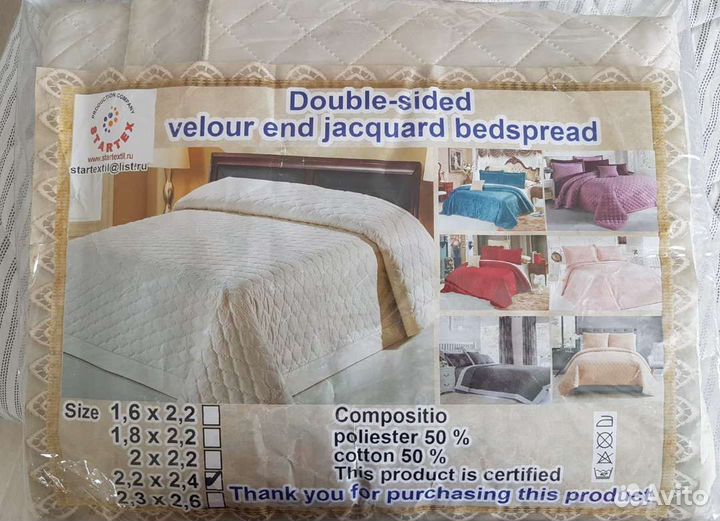 PRODUCTION COMPANY
STARTEX
www.startextil.ru
startextil@list.ru
Double-sided
velour end jacquard bedspread
Size 1,6 x 2,2
1,8 x 2,2
2 x 2,2
2,2 x 2,4
2,3 x 2,6
Compositio
poliester 50 %
cotton 50 %
This product is certified
Thank you for purchasing this product
Avito